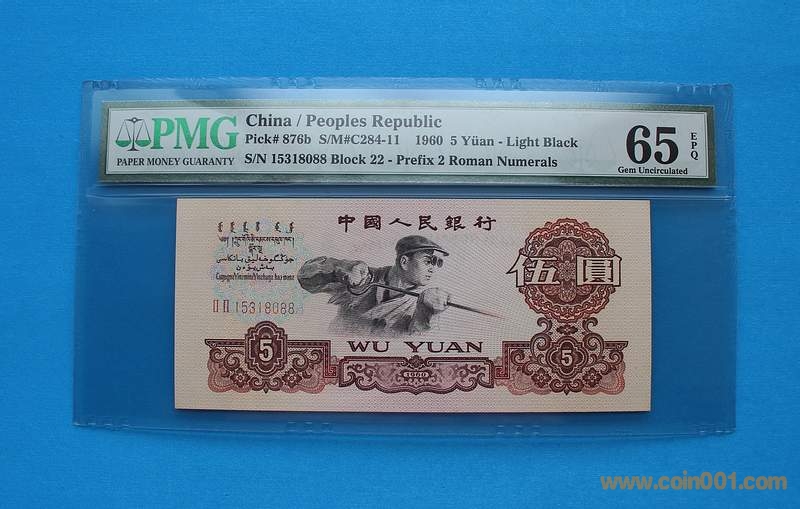 PMG
PAPER MONEY GUARANTY
China / Peoples Republic
Pick# 876b S/M#C284-11 1960 5 Yüan - Light Black
S/N 15318088 Block 22 - Prefix 2 Roman Numerals
65 EPQ
Gem Uncirculated
中國人民銀行
伍圓
II II 15318088
WU YUAN
5
1960
5
www.coin001.com